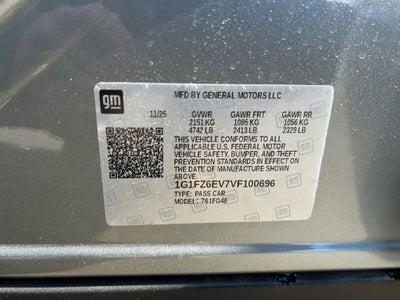 gm
MFD BY GENERAL MOTORS LLC
11/25 GVWR GAWR FRT GAWR RR
2151 KG 1095 KG 1056 KG
4742 LB 2413 LB 2329 LB
THIS VEHICLE CONFORMS TO ALL
APPLICABLE U.S. FEDERAL MOTOR
VEHICLE SAFETY, BUMPER, AND THEFT
PREVENTION STANDARDS IN EFFECT ON
THE DATE OF MANUFACTURE SHOWN
ABOVE.
1G1FZ6EV7VF100696
TYPE: PASS CAR
MODEL: 761FG48